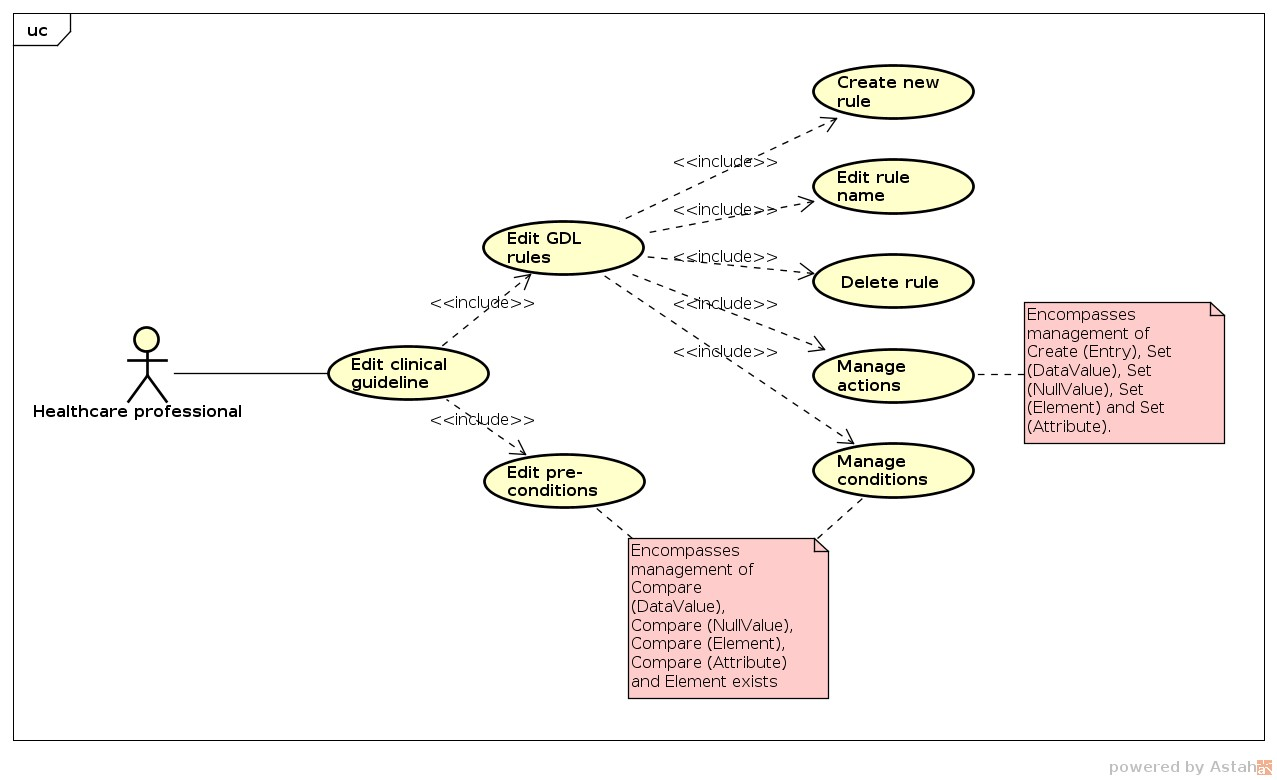 uc
Create new
rule
<<include>>
Edit rule
name
<<include>>
Edit GDL
rules
<<include>>
Delete rule
<<include>>
<<include>>
Encompasses
management of
Create (Entry), Set
(DataValue), Set
(NullValue), Set
(Element) and Set
(Attribute).
<<include>>
Manage
actions
Edit clinical
guideline
Healthcare professional
<<include>>
Manage
conditions
Edit pre-
conditions
Encompasses
management of
Compare
(DataValue),
Compare (NullValue),
Compare (Element),
Compare (Attribute)
and Element exists
powered by Astah